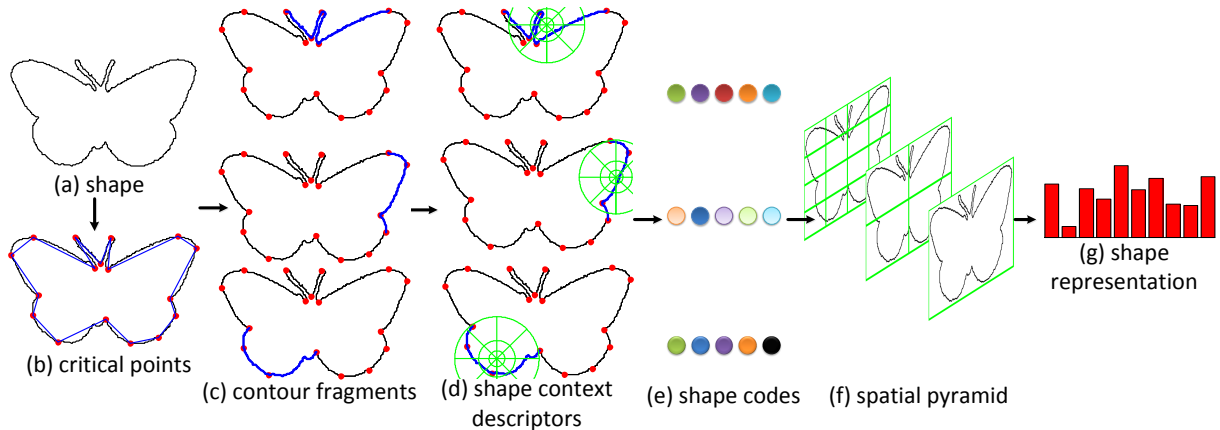 (a) shape
(b) critical points
(c) contour fragments
(d) shape context
descriptors
(e) shape codes
(f) spatial pyramid
(g) shape
representation